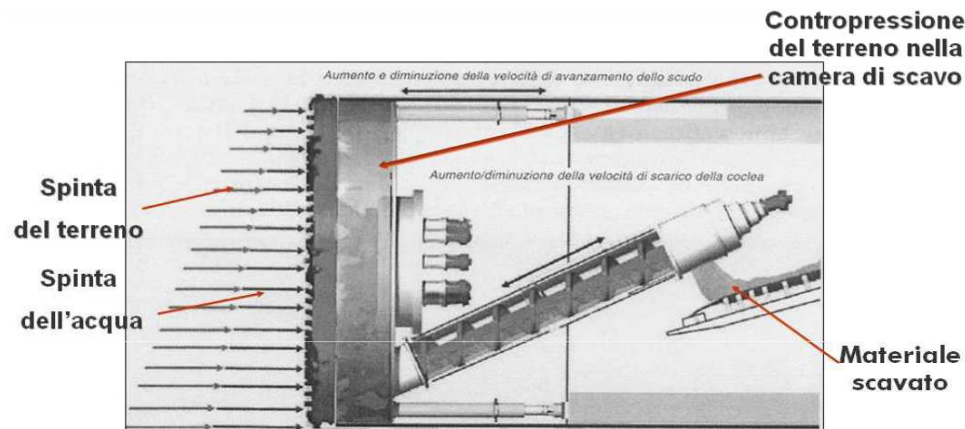 Contropressione
del terreno nella
camera di scavo
Aumento e diminuzione della velocità di avanzamento dello scudo
Aumento/diminuzione della velocità di scarico della coclea
Spinta
del terreno
Spinta
dell'acqua
Materiale
scavato